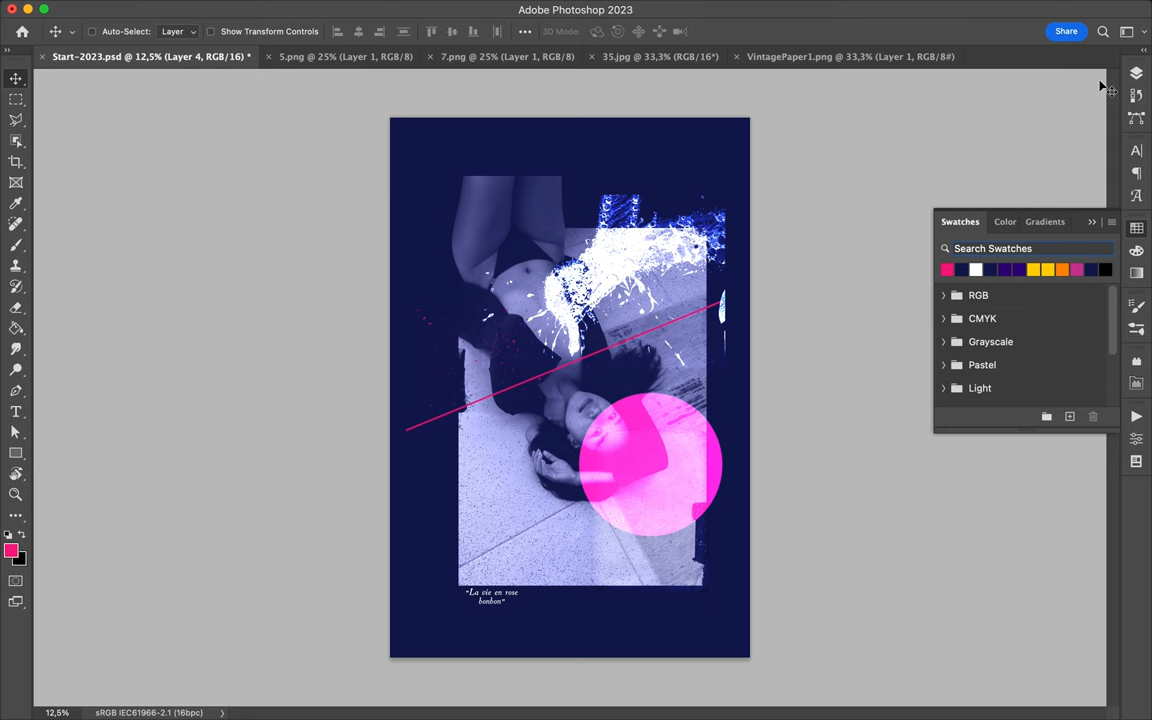 Adobe Photoshop 2023
Auto-Select: Layer Show Transform Controls 3D Mode: Share
Start-2023.psd @ 12,5% (Layer 4, RGB/16) * 5.png @ 25% (Layer 1, RGB/8) 7.png @ 25% (Layer 1, RGB/8) 35.jpg @ 33,3% (RGB/16*) VintagePaper1.png @ 33,3% (Layer 1, RGB/8#)
Swatches Color Gradients
Search Swatches
RGB
CMYK
Grayscale
Pastel
Light
"La vie en rose
bonbon"
12,5% sRGB IEC61966-2.1 (16bpc)